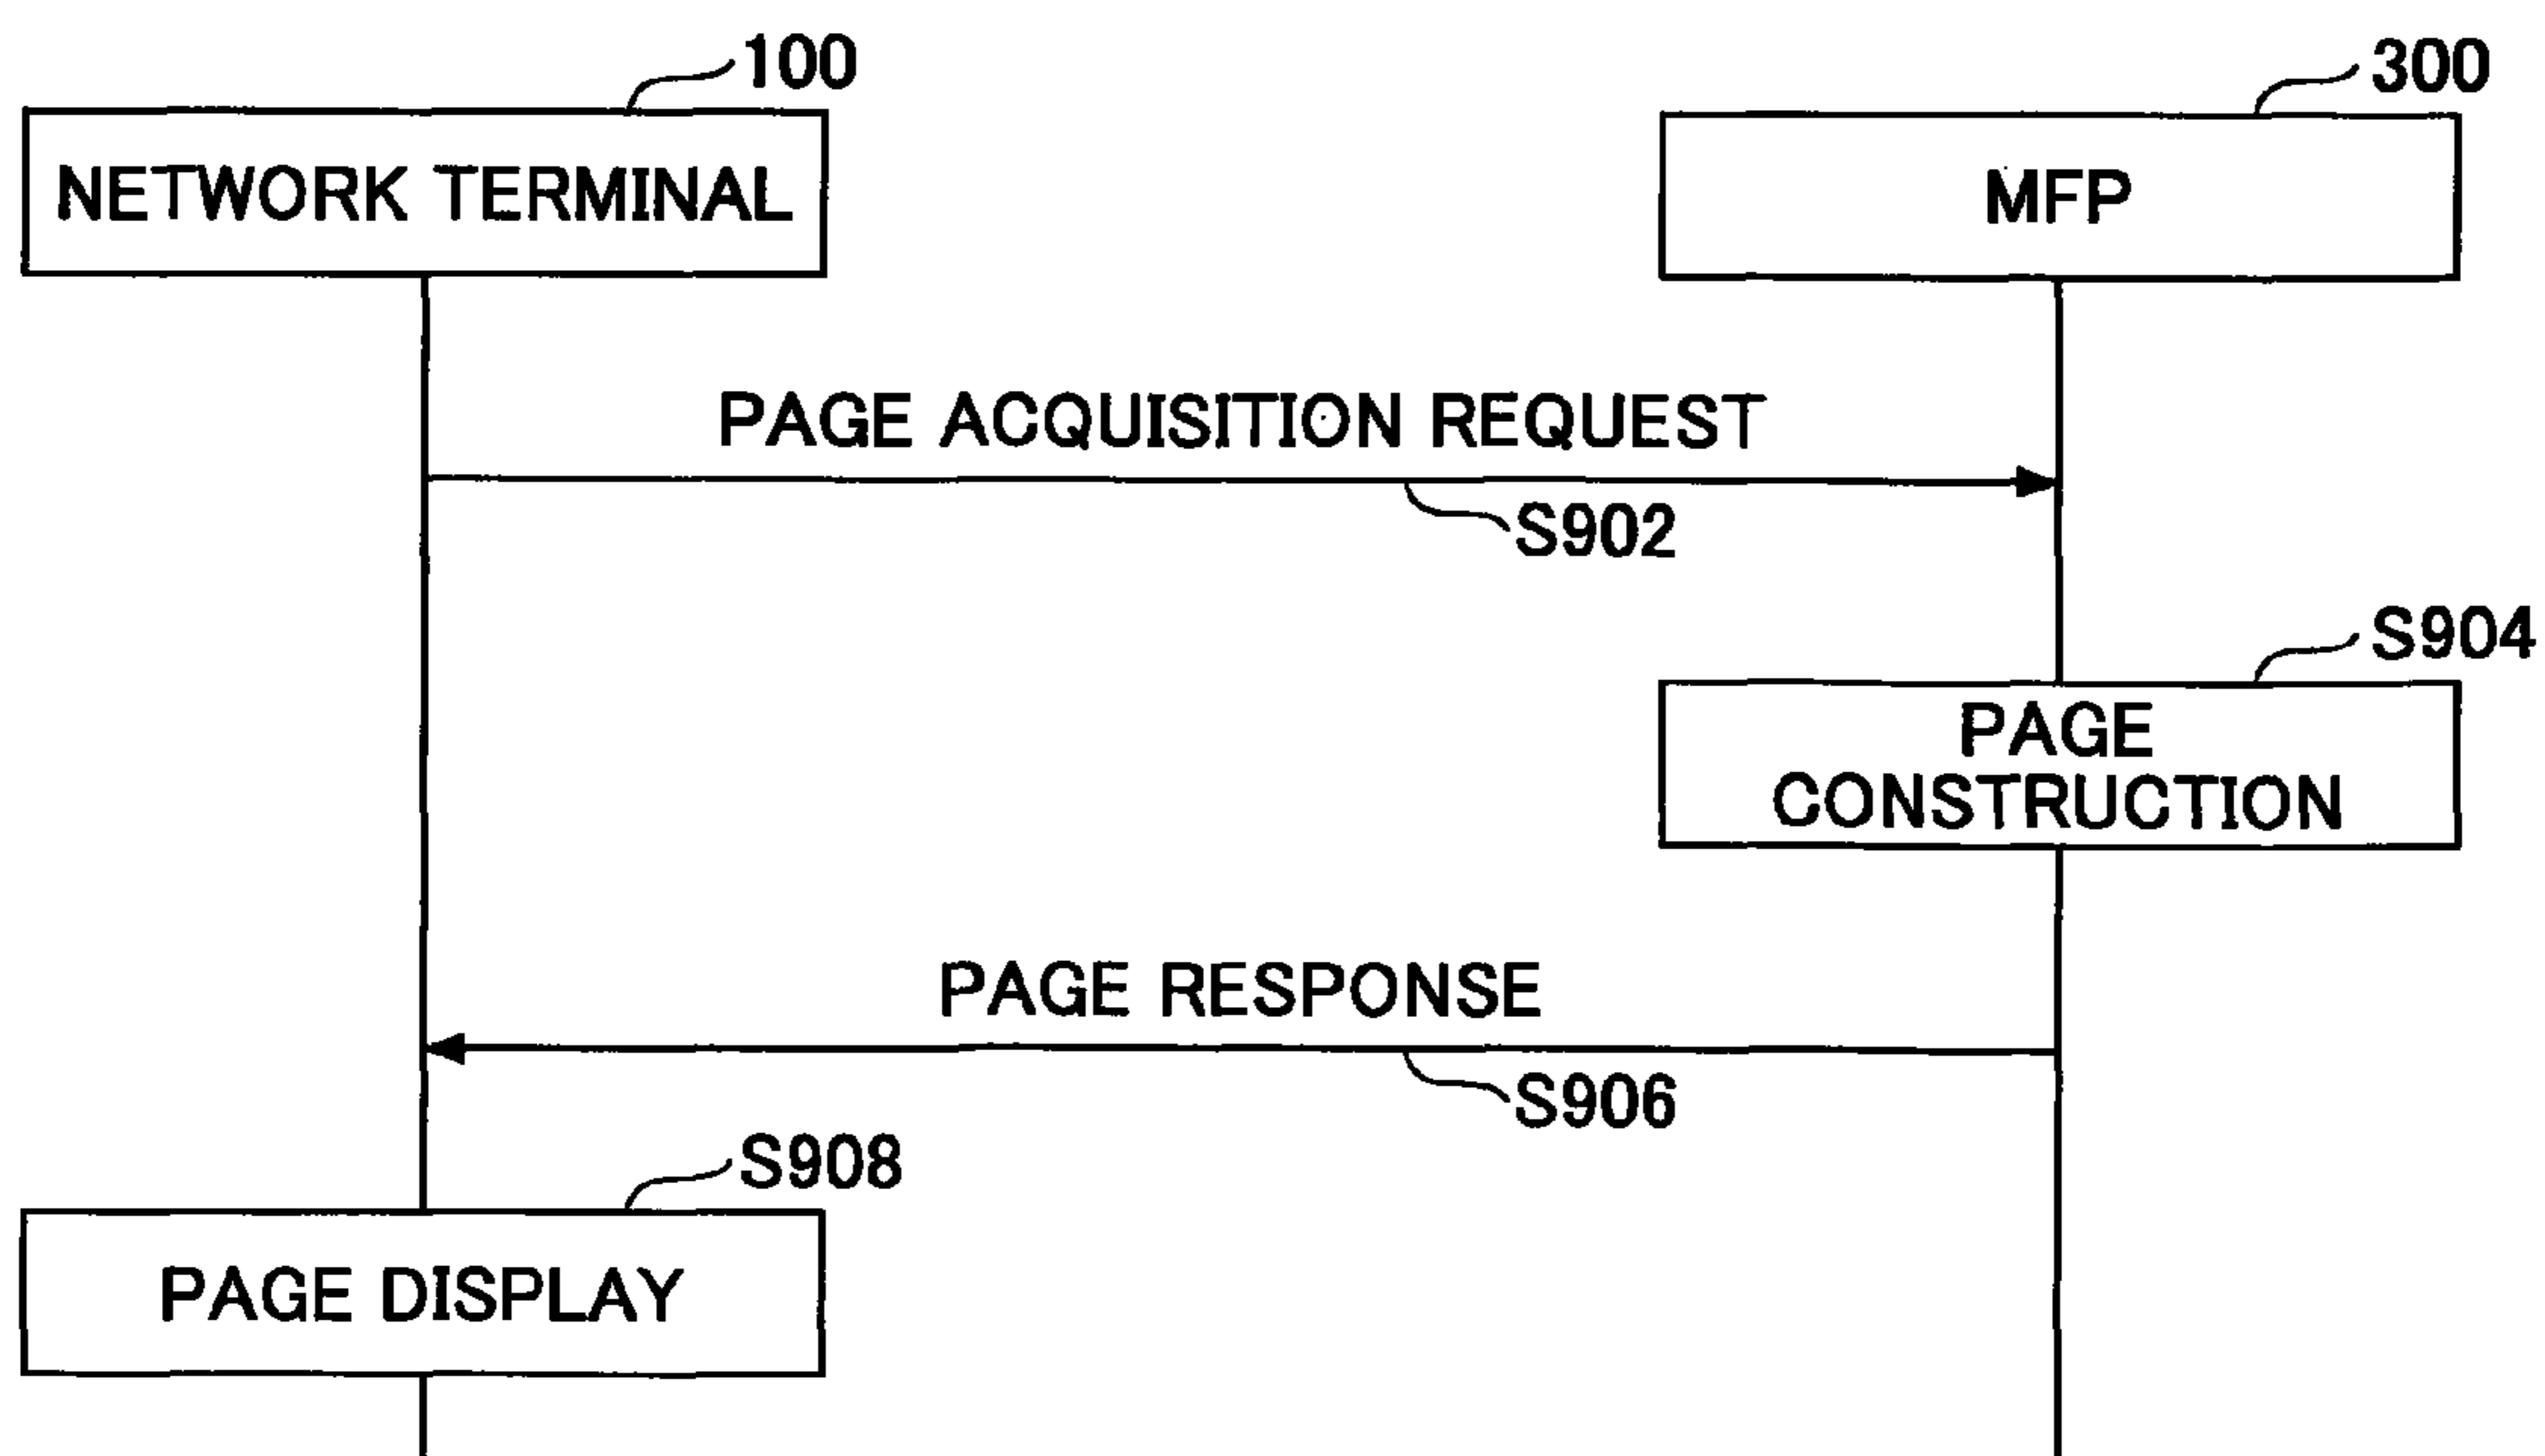 100
300
NETWORK TERMINAL
MFP
PAGE ACQUISITION REQUEST
S902
S904
PAGE
CONSTRUCTION
PAGE RESPONSE
S906
S908
PAGE DISPLAY